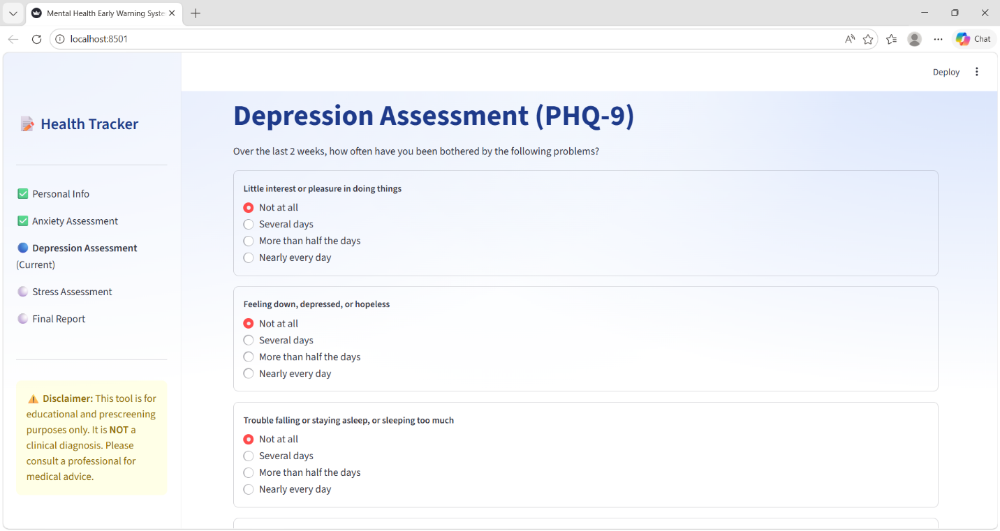 Mental Health Early Warning Syste
localhost:8501
Chat
Deploy
Health Tracker
Personal Info
Anxiety Assessment
Depression Assessment
(Current)
Stress Assessment
Final Report
Disclaimer: This tool is for
educational and prescreening
purposes only. It is NOT a
clinical diagnosis. Please
consult a professional for
medical advice.
Depression Assessment (PHQ-9)
Over the last 2 weeks, how often have you been bothered by the following problems?
Little interest or pleasure in doing things
Not at all
Several days
More than half the days
Nearly every day
Feeling down, depressed, or hopeless
Not at all
Several days
More than half the days
Nearly every day
Trouble falling or staying asleep, or sleeping too much
Not at all
Several days
More than half the days
Nearly every day